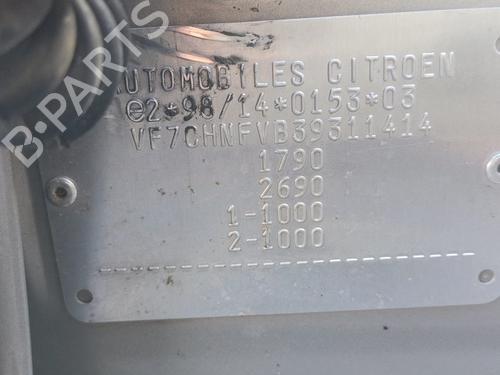 AUTOMOBILES CITROEN
e2*98/14*0153*03
VF7CHNFVB39311414
1790
2690
1-1000
2-1000
B-PARTS